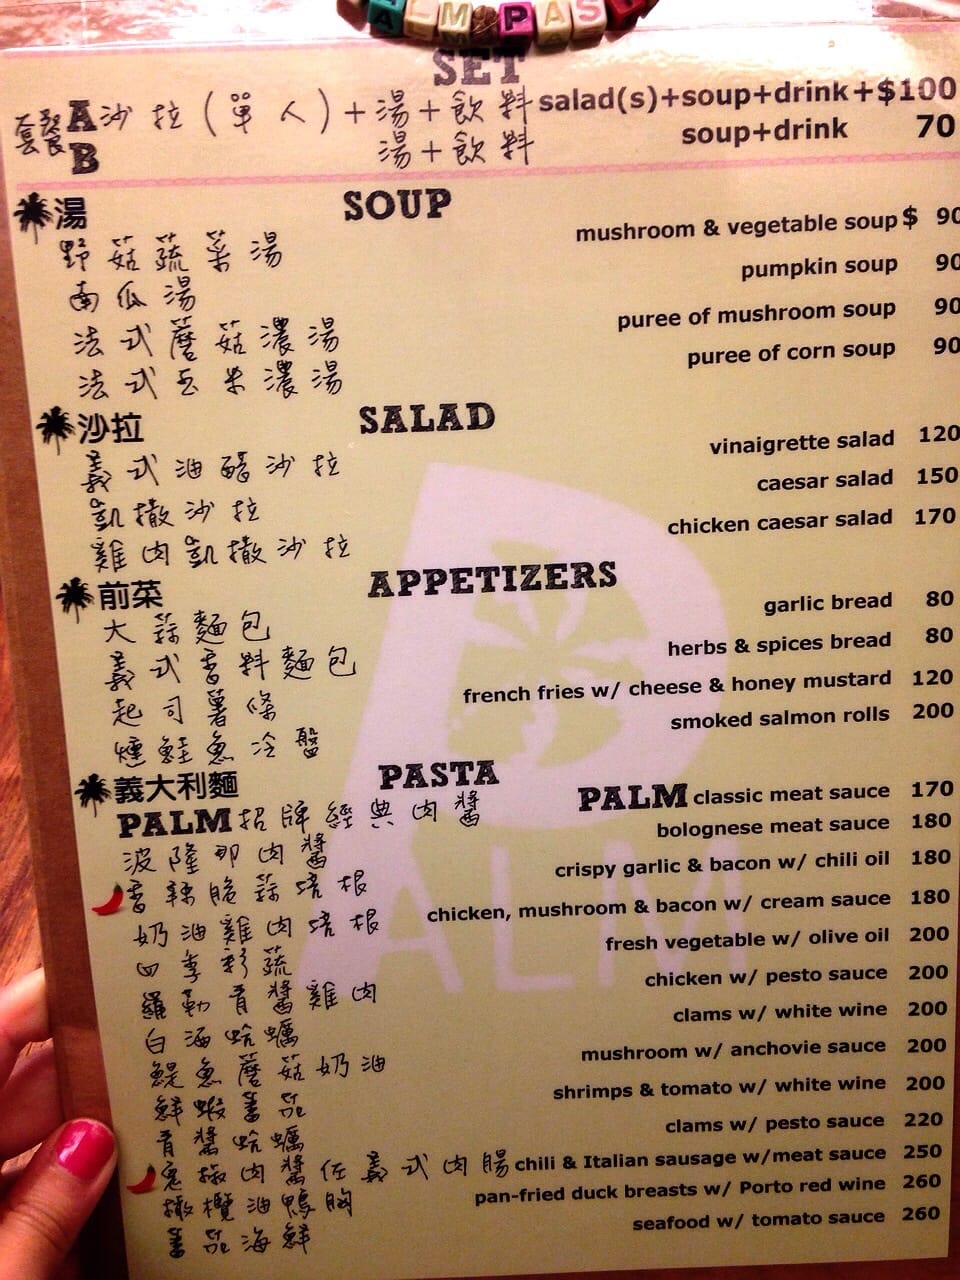 ALM PAST
SET
套餐 A 沙拉(單人)+湯+飲料 salad(s)+soup+drink +$100
B 湯+飲料 soup+drink 70
湯 SOUP
野菇蔬菜湯 mushroom & vegetable soup $ 90
南瓜湯 pumpkin soup 90
法式蘑菇濃湯 puree of mushroom soup 90
法式玉米濃湯 puree of corn soup 90
沙拉 SALAD
義式油醋沙拉 vinaigrette salad 120
凱撒沙拉 caesar salad 150
雞肉凱撒沙拉 chicken caesar salad 170
前菜 APPETIZERS
大蒜麵包 garlic bread 80
義式香料麵包 herbs & spices bread 80
起司薯條 french fries w/ cheese & honey mustard 120
燻鮭魚冷盤 smoked salmon rolls 200
義大利麵 PASTA
PALM招牌經典肉醬 PALM classic meat sauce 170
波隆那肉醬 bolognese meat sauce 180
香辣脆蒜培根 crispy garlic & bacon w/ chili oil 180
奶油雞肉培根 chicken, mushroom & bacon w/ cream sauce 180
四季彩蔬 fresh vegetable w/ olive oil 200
羅勒青醬雞肉 chicken w/ pesto sauce 200
白酒蛤蠣 clams w/ white wine 200
鯷魚蘑菇奶油 mushroom w/ anchovie sauce 200
鮮蝦蕃茄 shrimps & tomato w/ white wine 200
青醬蛤蠣 clams w/ pesto sauce 220
鬼椒肉醬佐義式肉腸 chili & Italian sausage w/meat sauce 250
橄欖油鴨胸 pan-fried duck breasts w/ Porto red wine 260
蕃茄海鮮 seafood w/ tomato sauce 260
P
PALM